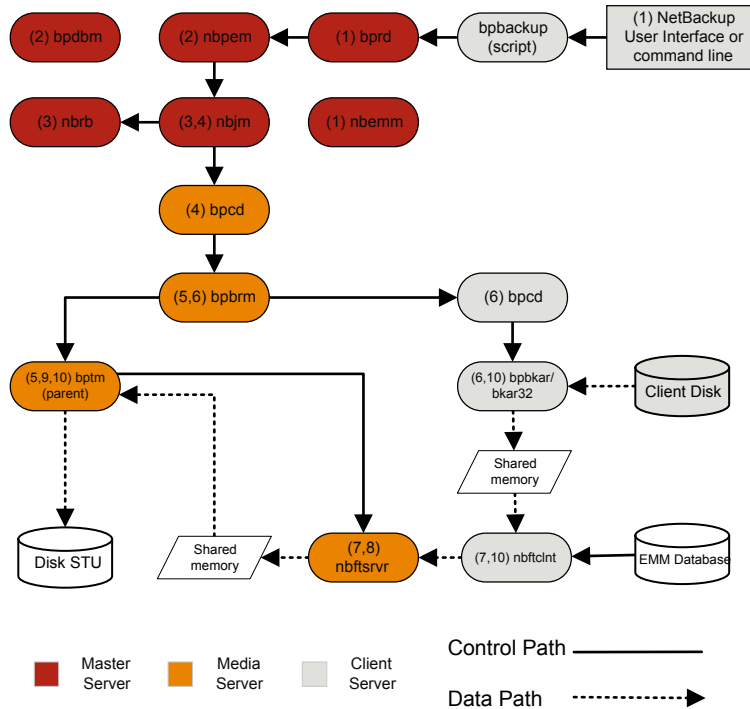 (2) bpdbm
(2) nbpem
(1) bprd
bpbackup
(script)
(1) NetBackup
User Interface or
command line
(3) nbrb
(3,4) nbjm
(1) nbemm
(4) bpcd
(5,6) bpbrm
(6) bpcd
(5,9,10) bptm
(parent)
(6,10) bpbkar/
bkar32
Client Disk
Shared
memory
Disk STU
Shared
memory
(7,8)
nbftsrvr
(7,10) nbftclnt
EMM Database
Master
Server
Media
Server
Client
Server
Control Path
Data Path